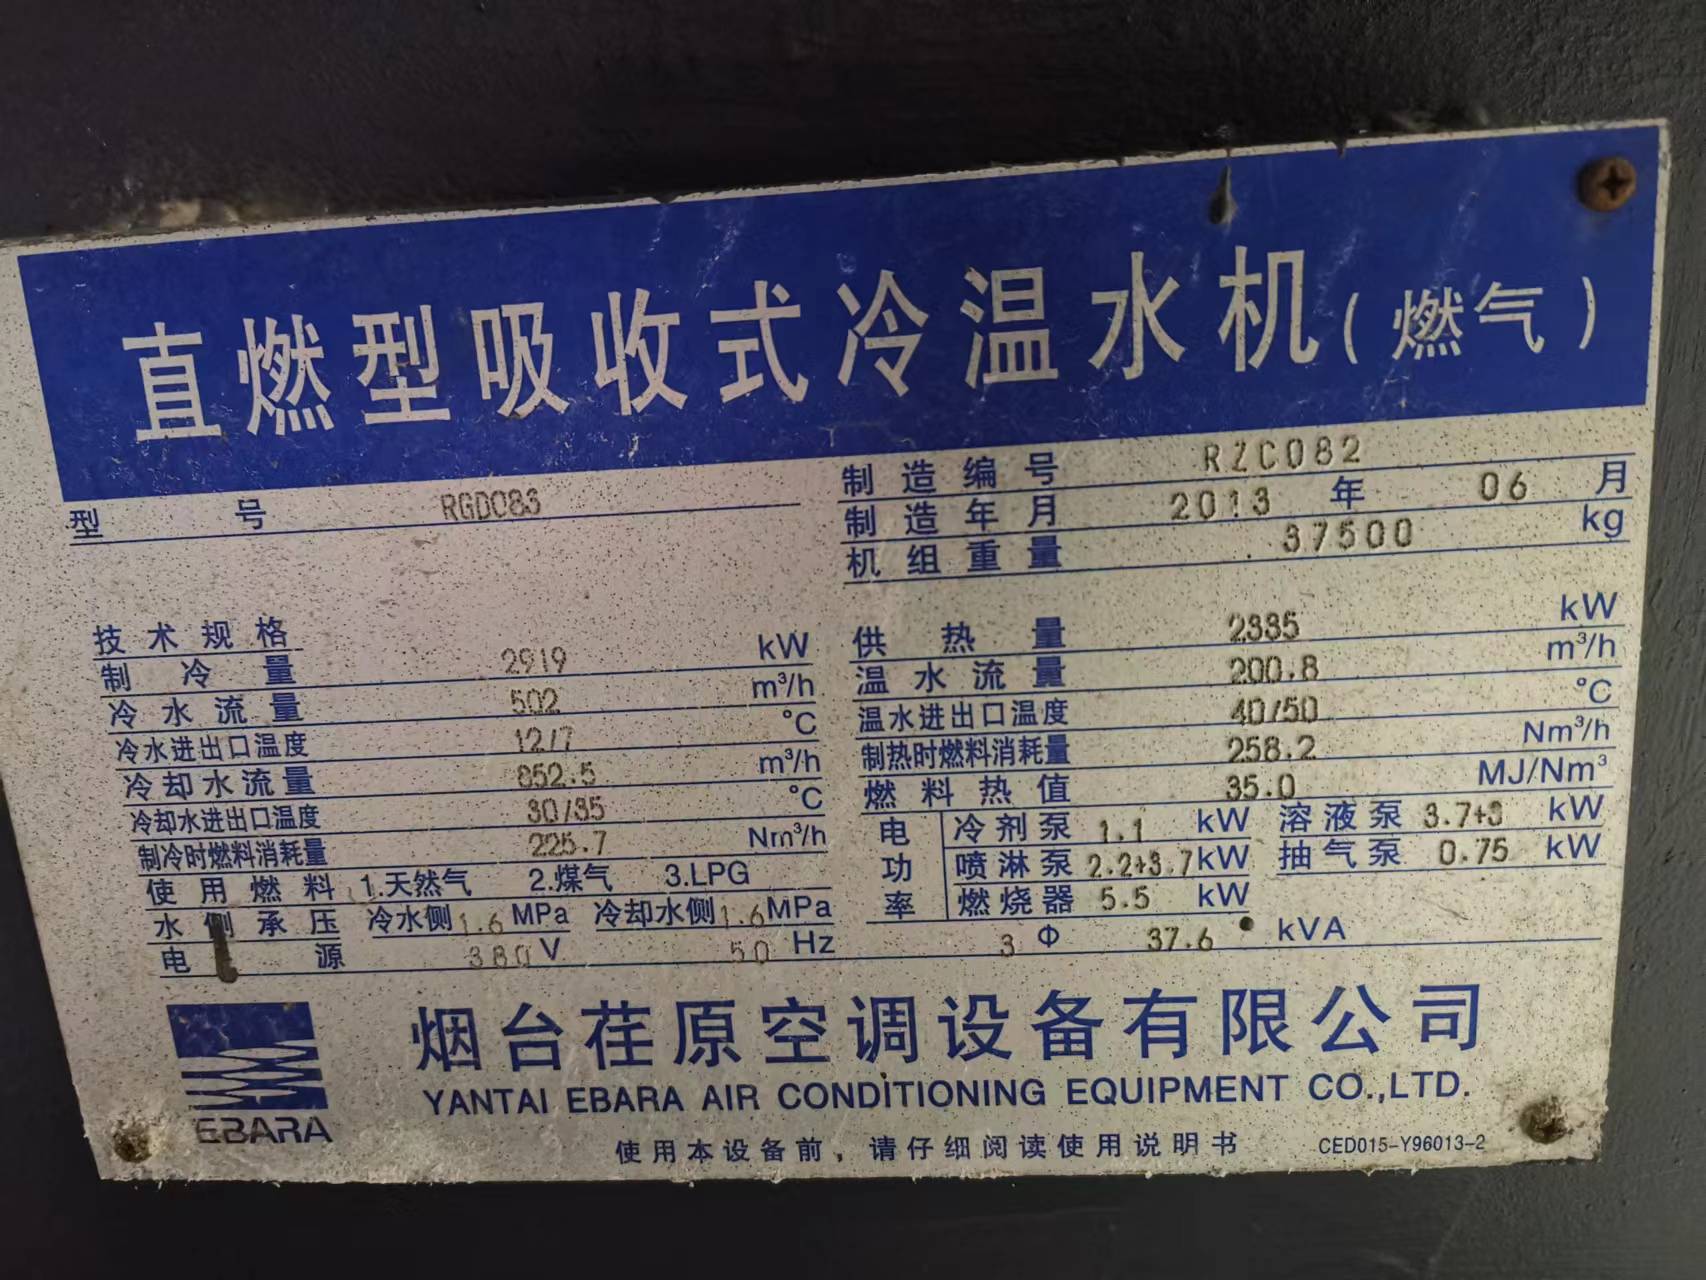 直燃型吸收式冷温水机(燃气)
型号 RGD083
制造编号 RZC082
制造年月 2013 年 06 月
机组重量 37500 kg
技术规格
制冷量 2919 kW
冷水流量 502 m³/h
冷水进出口温度 12/7 ℃
冷却水流量 852.5 m³/h
冷却水进出口温度 30/35 ℃
制冷时燃料消耗量 225.7 Nm³/h
使用燃料 1.天然气 2.煤气 3.LPG
水侧承压 冷水侧1.6 MPa 冷却水侧1.6 MPa
电源 380 V 50 Hz 3 Φ 37.6 kVA
供热量 2335 kW
温水流量 200.8 m³/h
温水进出口温度 40/50 ℃
制热时燃料消耗量 258.2 Nm³/h
燃料热值 35.0 MJ/Nm³
电功率
冷剂泵 1.1 kW 溶液泵 3.7+3 kW
喷淋泵 2.2+3.7 kW 抽气泵 0.75 kW
燃烧器 5.5 kW
EBARA
烟台荏原空调设备有限公司
YANTAI EBARA AIR CONDITIONING EQUIPMENT CO.,LTD.
使用本设备前，请仔细阅读使用说明书 CED015-Y96013-2